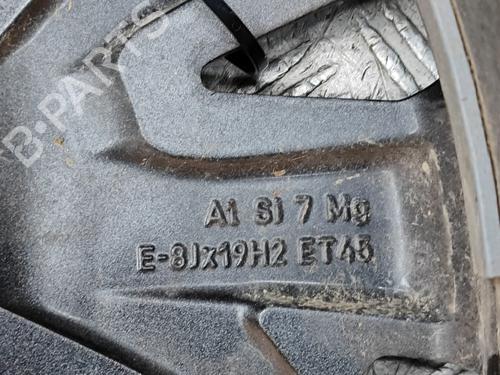 B-PARTS
Al Si 7 Mg
E-8Jx19H2 ET45